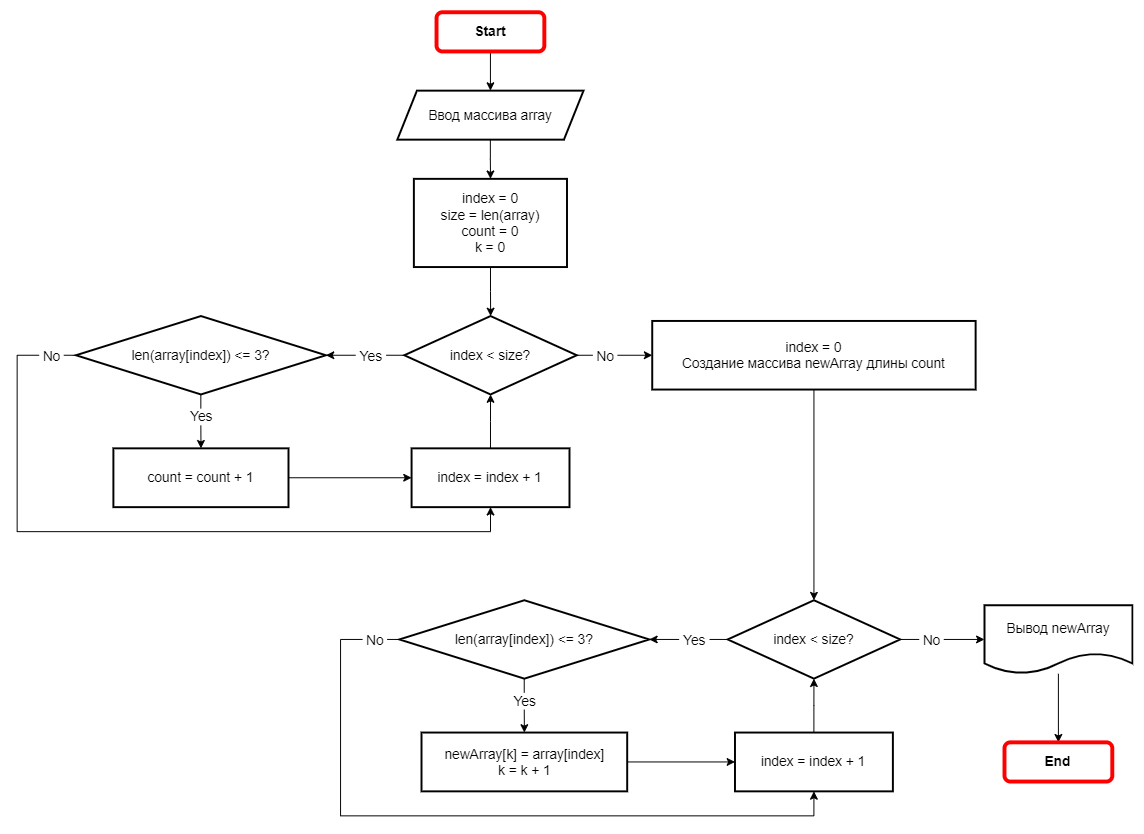 Start
Ввод массива array
index = 0
size = len(array)
count = 0
k = 0
No
len(array[index]) <= 3?
Yes
index < size?
No
index = 0
Создание массива newArray длины count
Yes
count = count + 1
index = index + 1
No
len(array[index]) <= 3?
Yes
index < size?
No
Вывод newArray
Yes
newArray[k] = array[index]
k = k + 1
index = index + 1
End